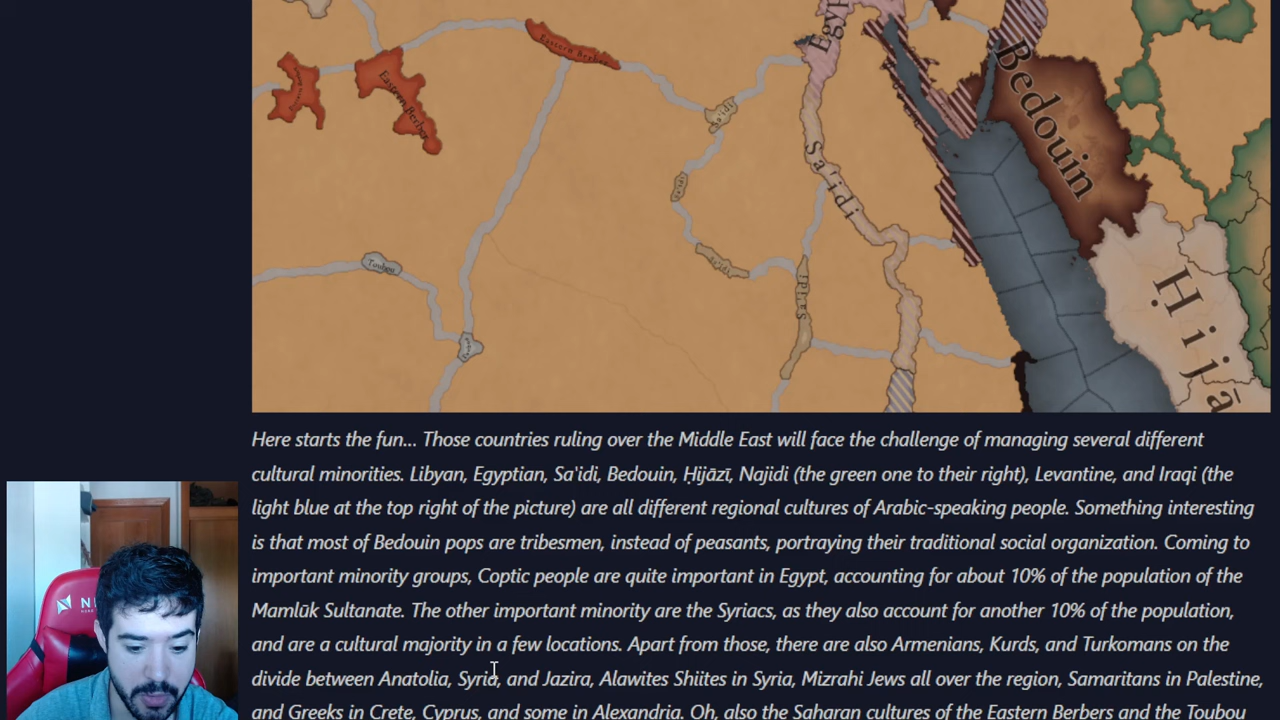 Egyp
Eastern Berber
Eastern Berber
Bedouin
Sa'idi
Sa'idi
Sa'idi
Sa'idi
Toubou
Ḥijā
Here starts the fun... Those countries ruling over the Middle East will face the challenge of managing several different
cultural minorities. Libyan, Egyptian, Sa'idi, Bedouin, Ḥijāzī, Najidi (the green one to their right), Levantine, and Iraqi (the
light blue at the top right of the picture) are all different regional cultures of Arabic-speaking people. Something interesting
is that most of Bedouin pops are tribesmen, instead of peasants, portraying their traditional social organization. Coming to
important minority groups, Coptic people are quite important in Egypt, accounting for about 10% of the population of the
Mamlūk Sultanate. The other important minority are the Syriacs, as they also account for another 10% of the population,
and are a cultural majority in a few locations. Apart from those, there are also Armenians, Kurds, and Turkomans on the
divide between Anatolia, Syria, and Jazira, Alawites Shiites in Syria, Mizrahi Jews all over the region, Samaritans in Palestine,
and Greeks in Crete, Cyprus, and some in Alexandria. Oh, also the Saharan cultures of the Eastern Berbers and the Toubou